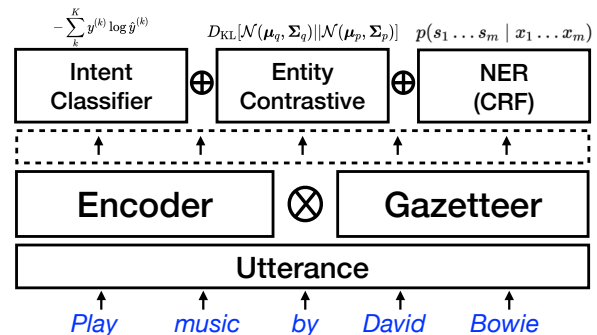 - ∑_k^K y^(k) log ŷ^(k)
D_KL[𝒩(μ_q, Σ_q)||𝒩(μ_p, Σ_p)]
p(s_1 … s_m | x_1 … x_m)
Intent
Classifier
⊕
Entity
Contrastive
⊕
NER
(CRF)
Encoder
⊗
Gazetteer
Utterance
Play music by David Bowie